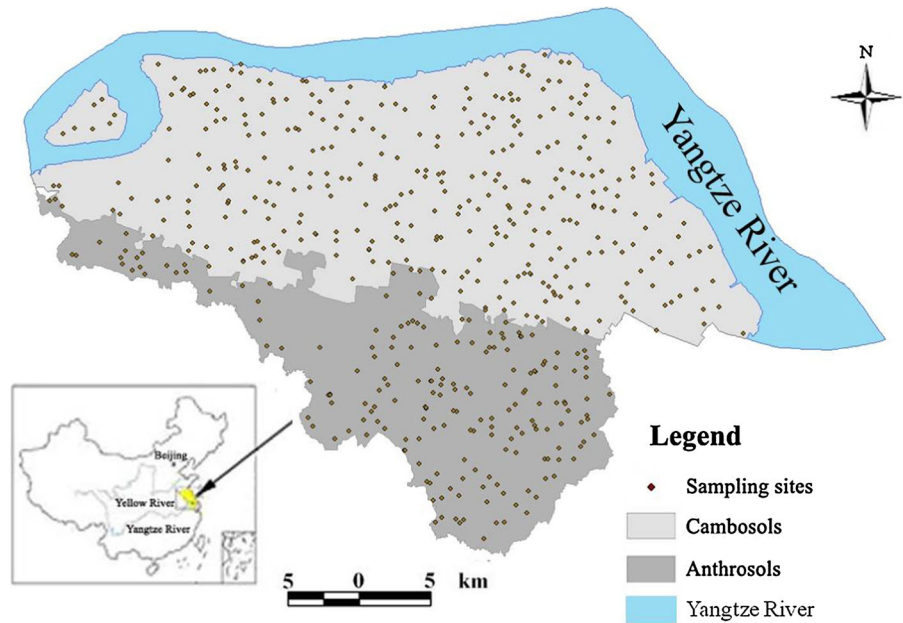 N
Yangtze River
Beijing
Yellow River
Yangtze River
5 0 5 km
Legend
Sampling sites
Cambosols
Anthrosols
Yangtze River